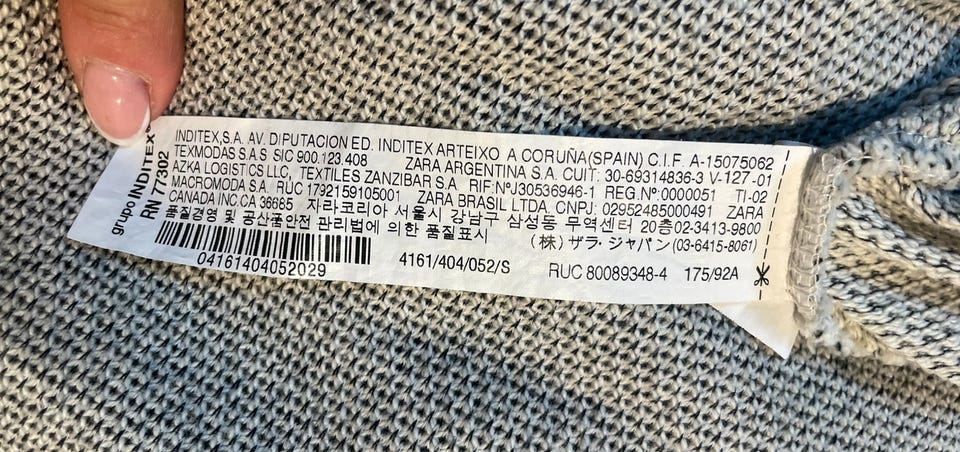 grupo INDITEX
RN 77302
INDITEX,S.A. AV. DIPUTACION ED. INDITEX ARTEIXO A CORUÑA(SPAIN) C.I.F. A-15075062
TEXMODAS S.A.S SIC 900.123.408 ZARA ARGENTINA S.A. CUIT: 30-69314836-3 V-127-01
AZKA LOGISTICS LLC, TEXTILES ZANZIBAR S.A. RIF.N°J30536946-1 REG.N°:0000051 TI-02
MACROMODA S.A. RUC 1792159105001. ZARA BRASIL LTDA. CNPJ: 02952485000491 ZARA
CANADA INC.CA 36685 자라코리아 서울시 강남구 삼성동 무역센터 20층02-3413-9800
품질경영 및 공산품안전 관리법에 의한 품질표시 (株) ザラ・ジャパン (03-6415-8061)
04161404052029 4161/404/052/S RUC 80089348-4 175/92A